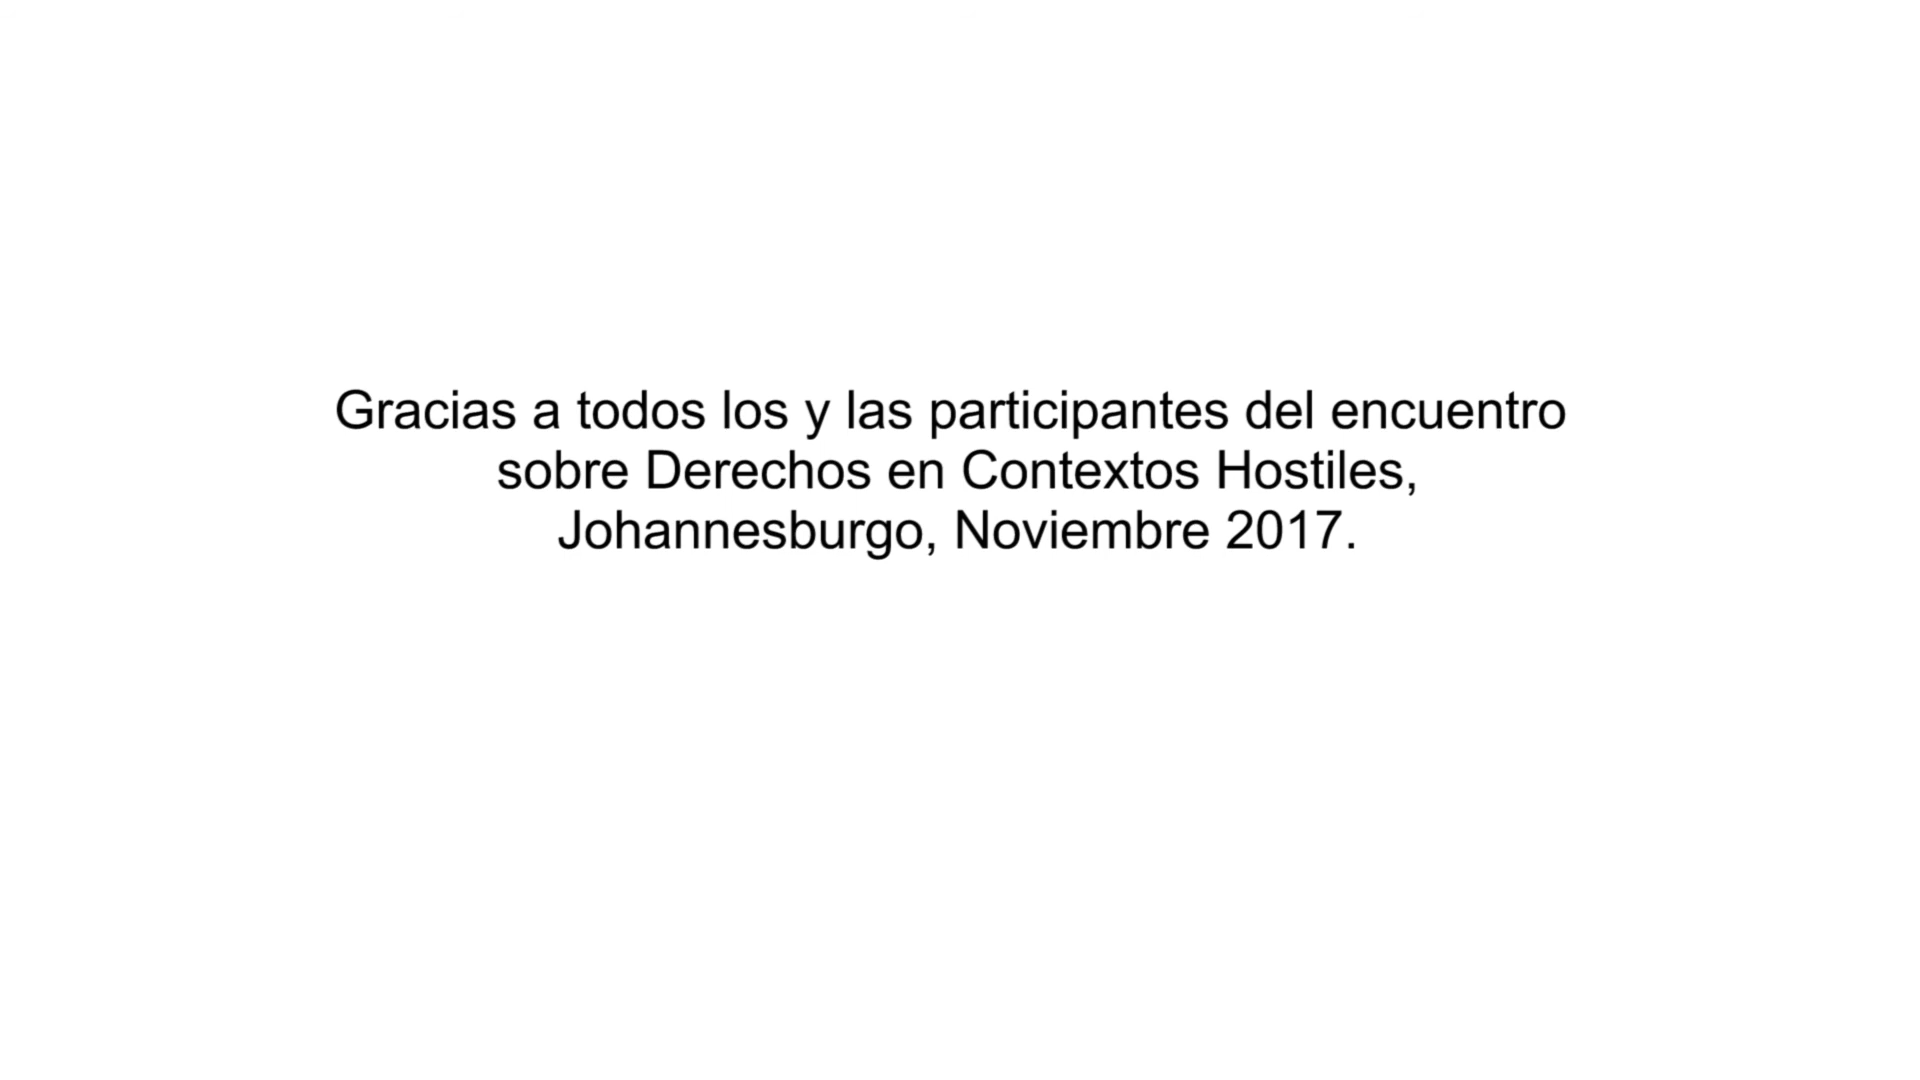 Gracias a todos los y las participantes del encuentro
sobre Derechos en Contextos Hostiles,
Johannesburgo, Noviembre 2017.